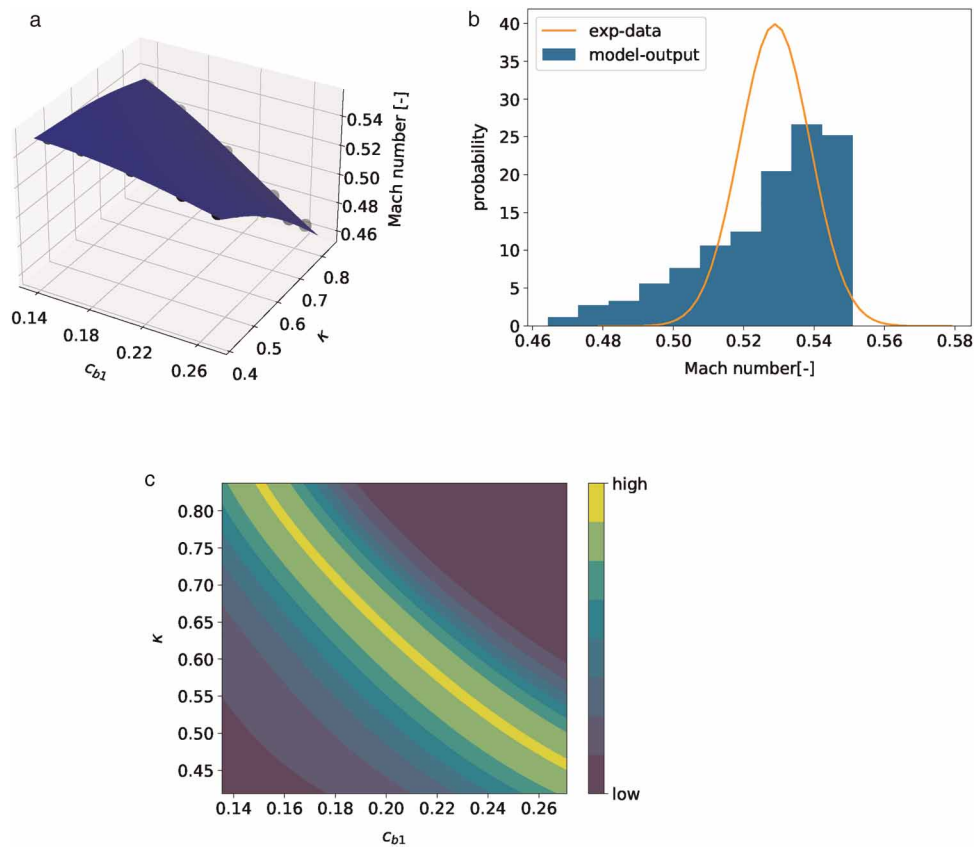 a
Mach number [-]
0.54
0.52
0.50
0.48
0.46
0.14
0.18
0.22
0.26
c_b1
0.4
0.5
0.6
0.7
0.8
κ
b
exp-data
model-output
probability
40
35
30
25
20
15
10
5
0
0.46 0.48 0.50 0.52 0.54 0.56 0.58
Mach number[-]
c
κ
0.80
0.75
0.70
0.65
0.60
0.55
0.50
0.45
0.14 0.16 0.18 0.20 0.22 0.24 0.26
c_b1
high
low